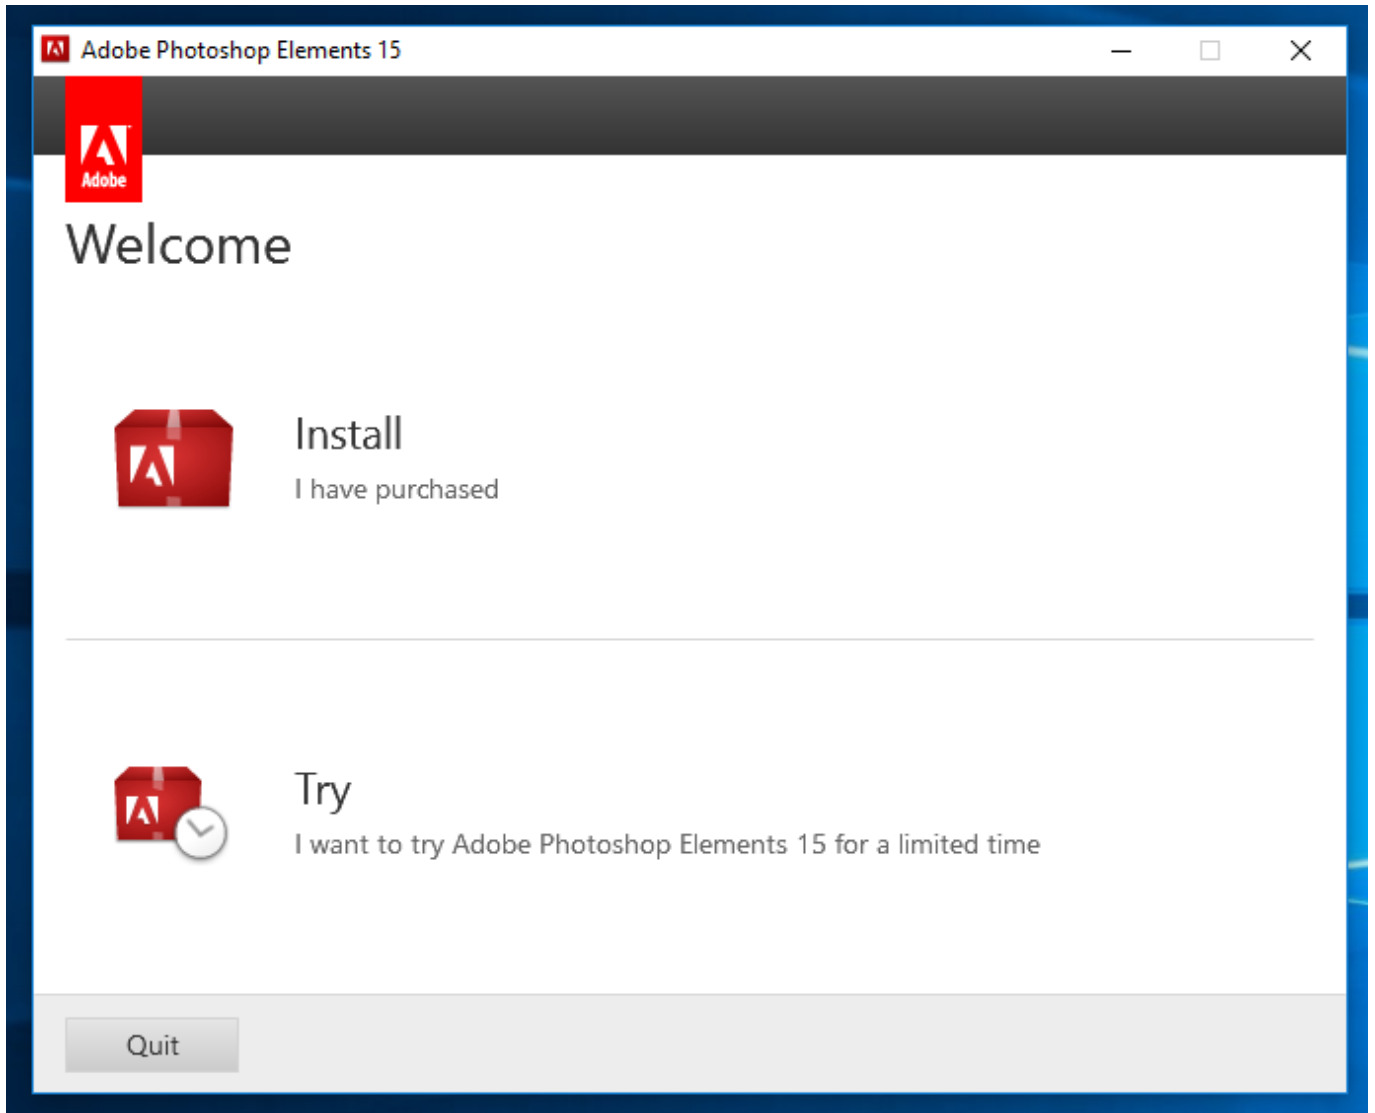 Adobe Photoshop Elements 15
Adobe
Welcome
Install
I have purchased
Try
I want to try Adobe Photoshop Elements 15 for a limited time
Quit